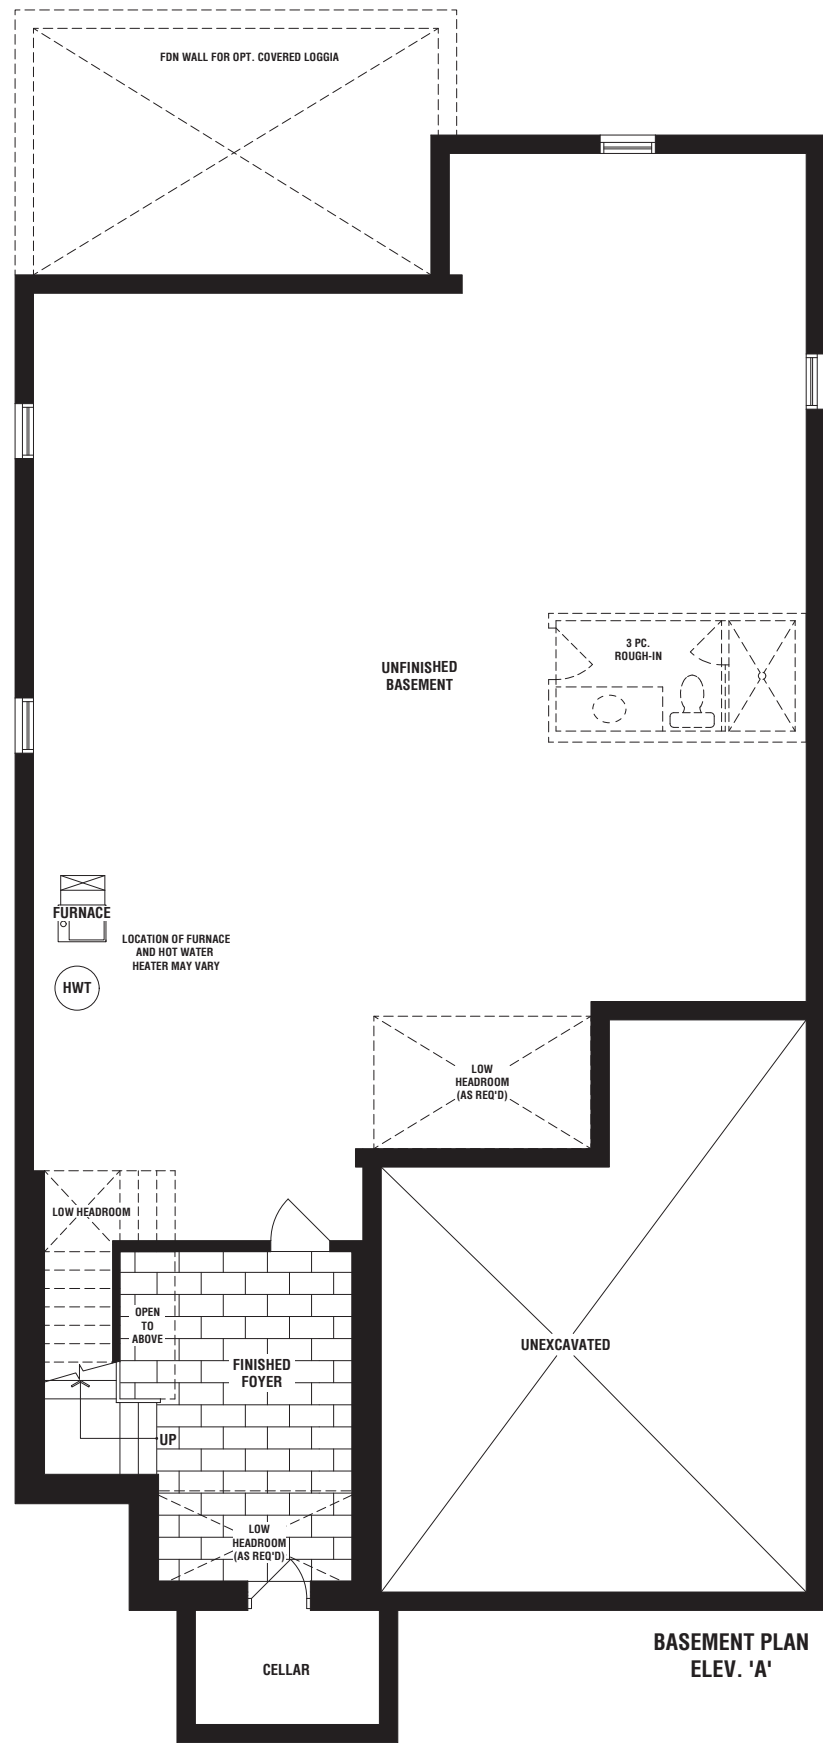 FDN WALL FOR OPT. COVERED LOGGIA
3 PC.
ROUGH-IN
UNFINISHED
BASEMENT
FURNACE
LOCATION OF FURNACE
AND HOT WATER
HEATER MAY VARY
HWT
LOW
HEADROOM
(AS REQ'D)
LOW HEADROOM
OPEN
TO
ABOVE
FINISHED
FOYER
UNEXCAVATED
UP
LOW
HEADROOM
(AS REQ'D)
CELLAR
BASEMENT PLAN
ELEV. 'A'